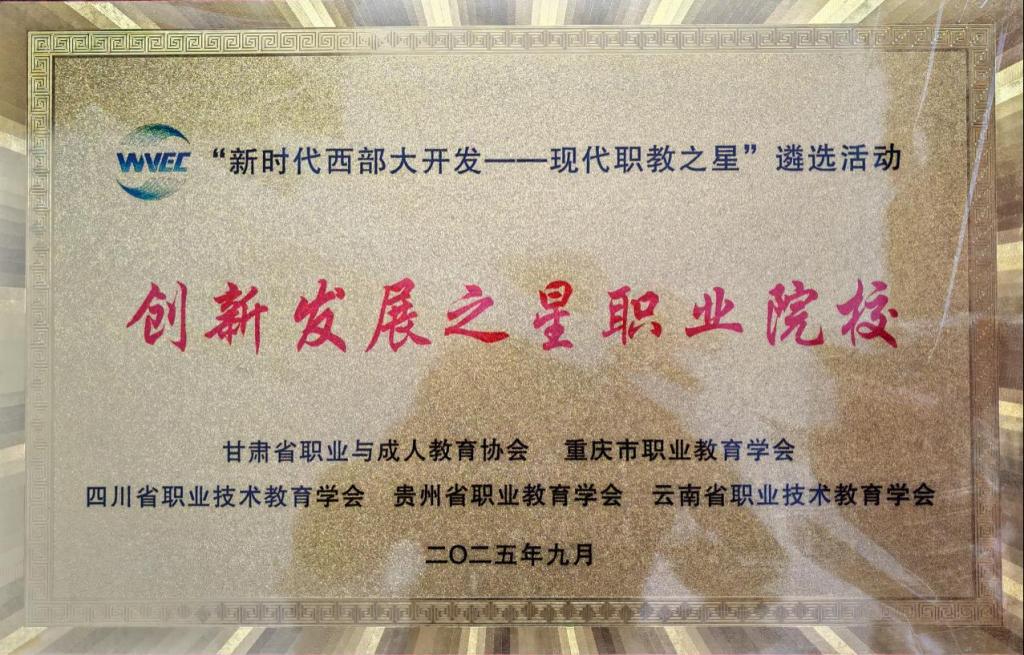 WVEC “新时代西部大开发——现代职教之星”遴选活动
创新发展之星职业院校
甘肃省职业与成人教育协会 重庆市职业教育学会
四川省职业技术教育学会 贵州省职业教育学会 云南省职业技术教育学会
二〇二五年九月